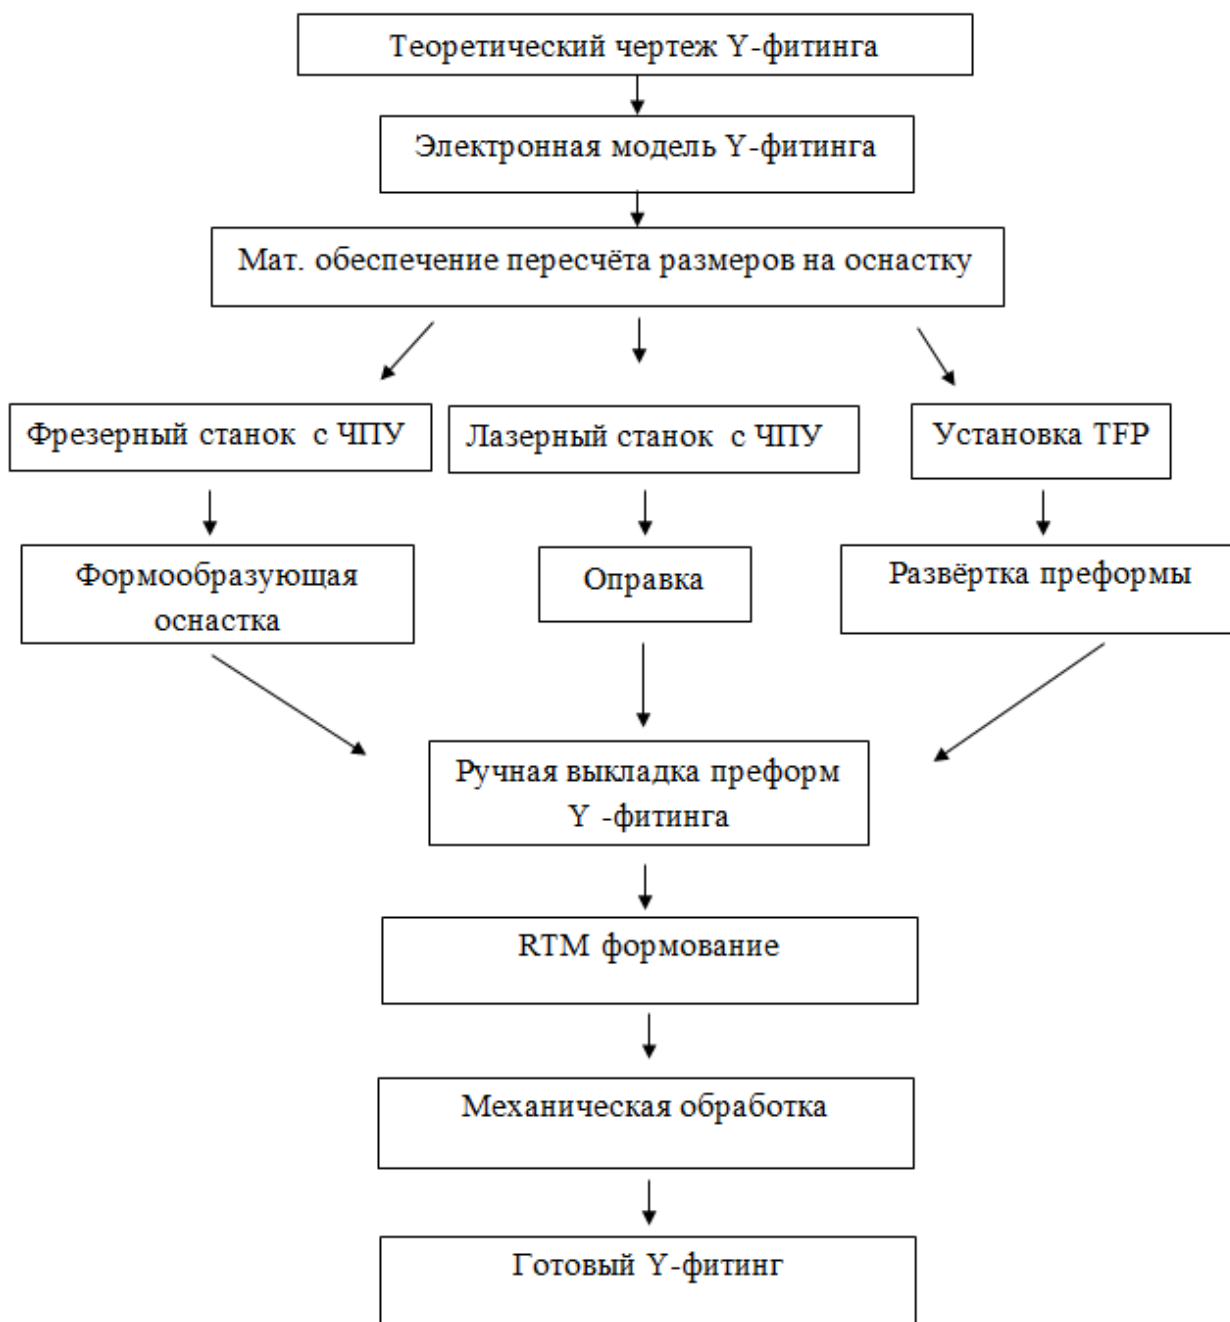 Теоретический чертеж Y-фитинга
Электронная модель Y-фитинга
Мат. обеспечение пересчёта размеров на оснастку
Фрезерный станок с ЧПУ
Лазерный станок с ЧПУ
Установка TFP
Формообразующая
оснастка
Оправка
Развёртка преформы
Ручная выкладка преформ
Y -фитинга
RTM формование
Механическая обработка
Готовый Y-фитинг